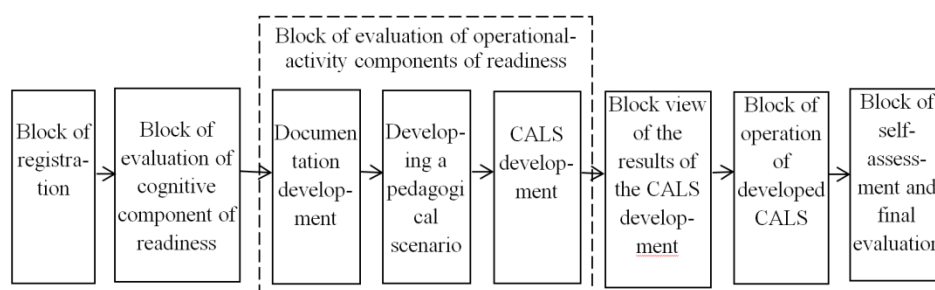 Block of evaluation of operational-
activity components of readiness
Block of
registra-
tion
Block of
evaluation of
cognitive
component of
readiness
Documen
tation
develop-
ment
Develop-
ing a
pedagogi
cal
scenario
CALS
develop-
ment
Block view
of the
results of
the CALS
develop-
ment
Block of
operation
of
developed
CALS
Block of
self-
assess-
ment and
final
evaluation